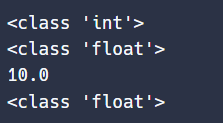 <class 'int'>
<class 'float'>
10.0
<class 'float'>